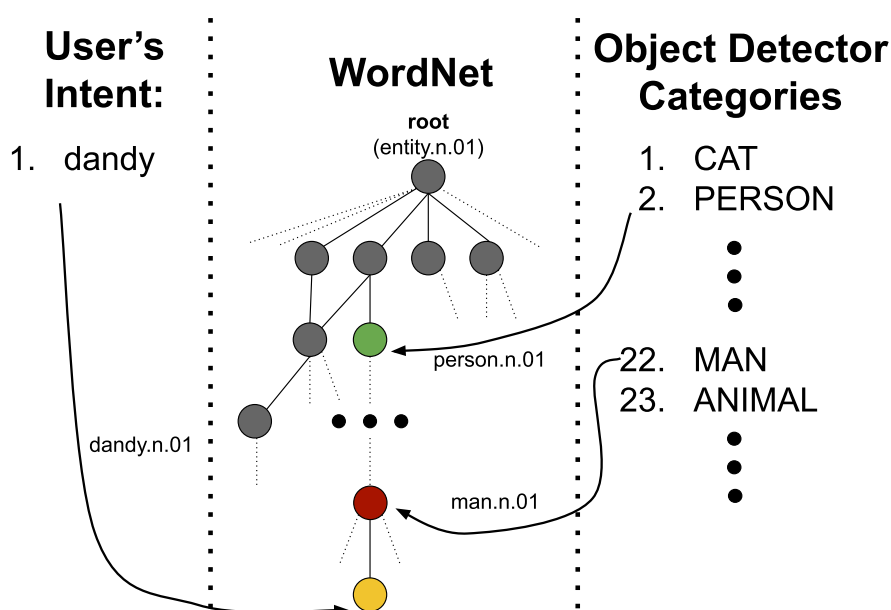 User's
Intent:
1. dandy
WordNet
root
(entity.n.01)
person.n.01
dandy.n.01
man.n.01
Object Detector
Categories
1. CAT
2. PERSON
22. MAN
23. ANIMAL